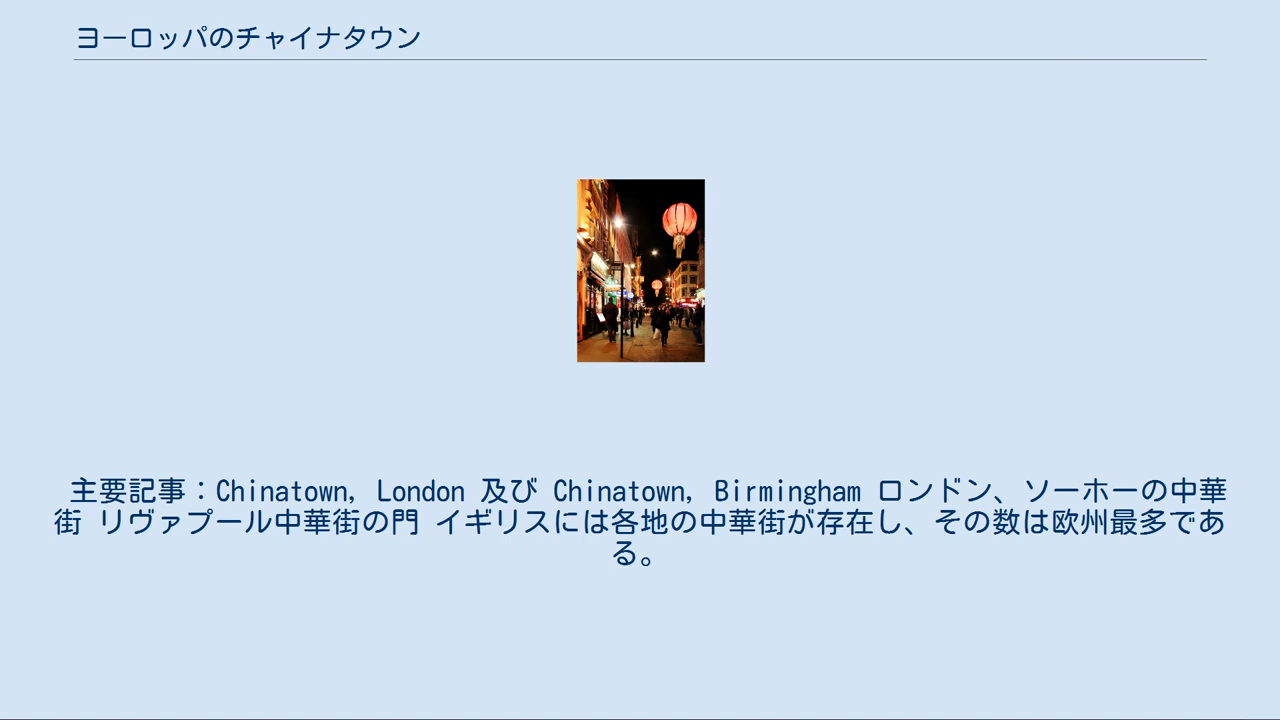 ヨーロッパのチャイナタウン
主要記事：Chinatown, London 及び Chinatown, Birmingham ロンドン、ソーホーの中華
街 リヴァプール中華街の門 イギリスには各地の中華街が存在し、その数は欧州最多であ
る。